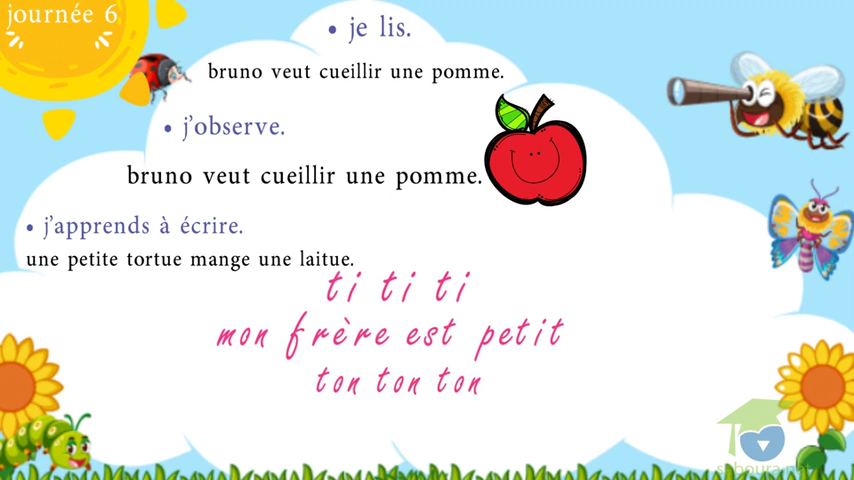 journée 6
• je lis.
bruno veut cueillir une pomme.
• j'observe.
bruno veut cueillir une pomme.
• j'apprends à écrire.
une petite tortue mange une laitue.
ti ti ti
mon frère est petit
ton ton ton